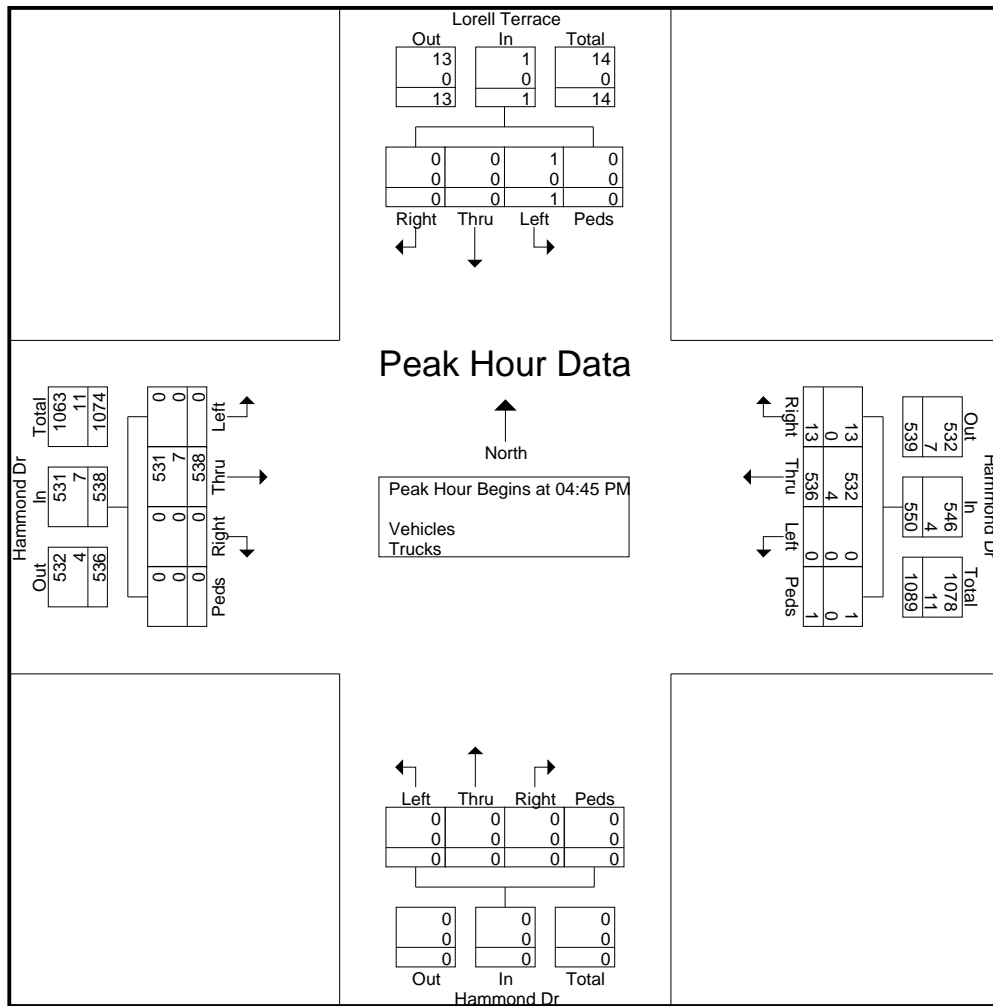 Lorell Terrace
Out In Total
13 1 14
0 0 0
13 1 14
0 0 1 0
0 0 0 0
0 0 1 0
Right Thru Left Peds
Peak Hour Data
North
Peak Hour Begins at 04:45 PM
Vehicles
Trucks
Hammond Dr
Total In Out
1063 531 532
11 7 4
1074 538 536
0 531 0 0
0 7 0 0
0 538 0 0
Left Thru Right Peds
Hammond Dr
Out In Total
532 546 1078
7 4 11
539 550 1089
13 532 0 1
0 4 0 0
13 536 0 1
Right Thru Left Peds
Left Thru Right Peds
0 0 0 0
0 0 0 0
0 0 0 0
0 0 0
0 0 0
0 0 0
Out In Total
Hammond Dr